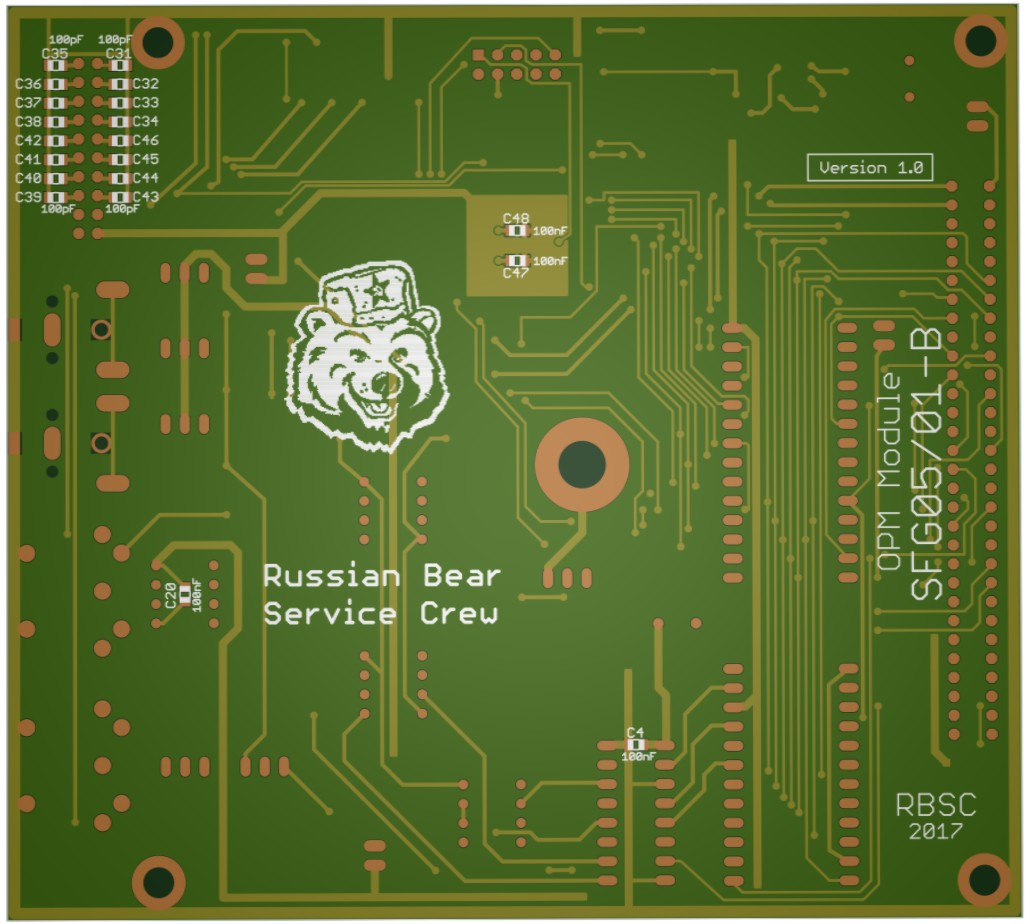 100pF 100pF
C35 C31
C36 C32
C37 C33
C38 C34
C42 C46
C41 C45
C40 C44
C39 C43
100pF 100pF
Version 1.0
C48
100nF
100nF
C47
OPM Module
SFG05/01-B
C20
100nF
Russian Bear
Service Crew
C4
100nF
RBSC
2017